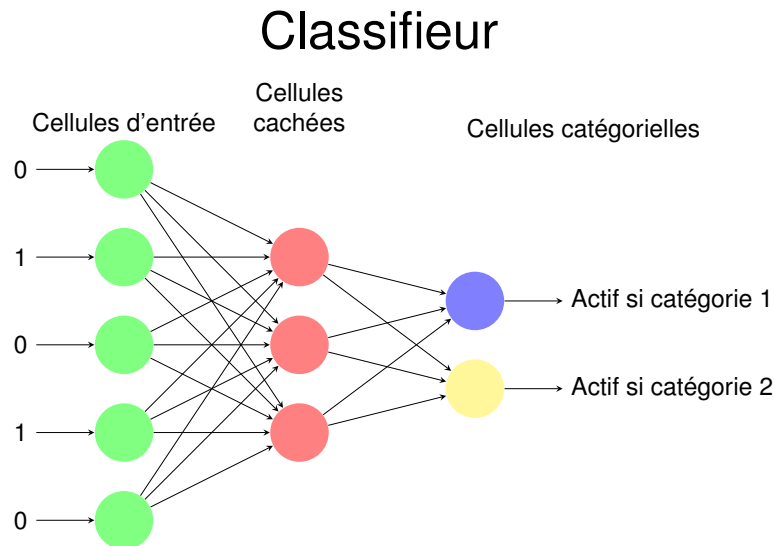 Classifieur
Cellules d'entrée
Cellules
cachées
Cellules catégorielles
0
1
0
1
0
Actif si catégorie 1
Actif si catégorie 2